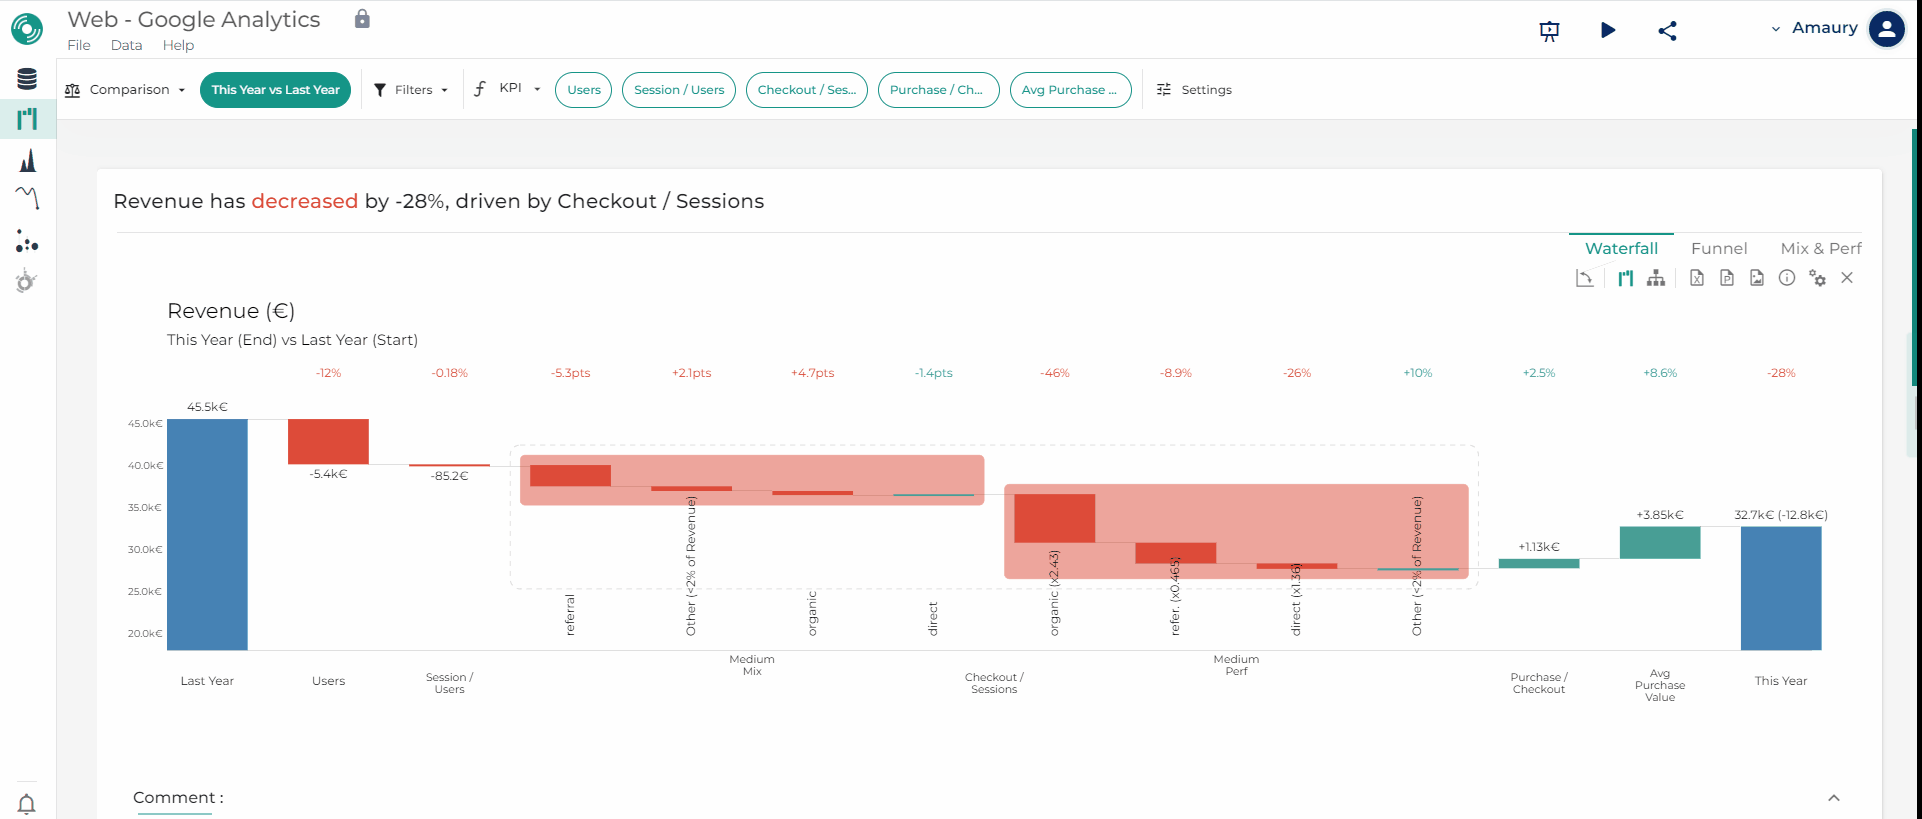 Web - Google Analytics
File Data Help
Amaury
Comparison
This Year vs Last Year
Filters
KPI
Users
Session / Users
Checkout / Ses...
Purchase / Ch...
Avg Purchase ...
Settings
Revenue has decreased by -28%, driven by Checkout / Sessions
Waterfall Funnel Mix & Perf
Revenue (€)
This Year (End) vs Last Year (Start)
-12% -0.18% -5.3pts +2.1pts +4.7pts -1.4pts -46% -8.9% -26% +10% +2.5% +8.6% -28%
45.5k€
45.0k€
40.0k€
35.0k€
30.0k€
25.0k€
20.0k€
-5.4k€
-85.2€
+1.13k€
+3.85k€
32.7k€ (-12.8k€)
referral
Other (<2% of Revenue)
organic
direct
organic (x2.43)
refer. (x0.465)
direct (x1.36)
Other (<2% of Revenue)
Last Year
Users
Session /
Users
Medium
Mix
Checkout /
Sessions
Medium
Perf
Purchase /
Checkout
Avg
Purchase
Value
This Year
Comment :